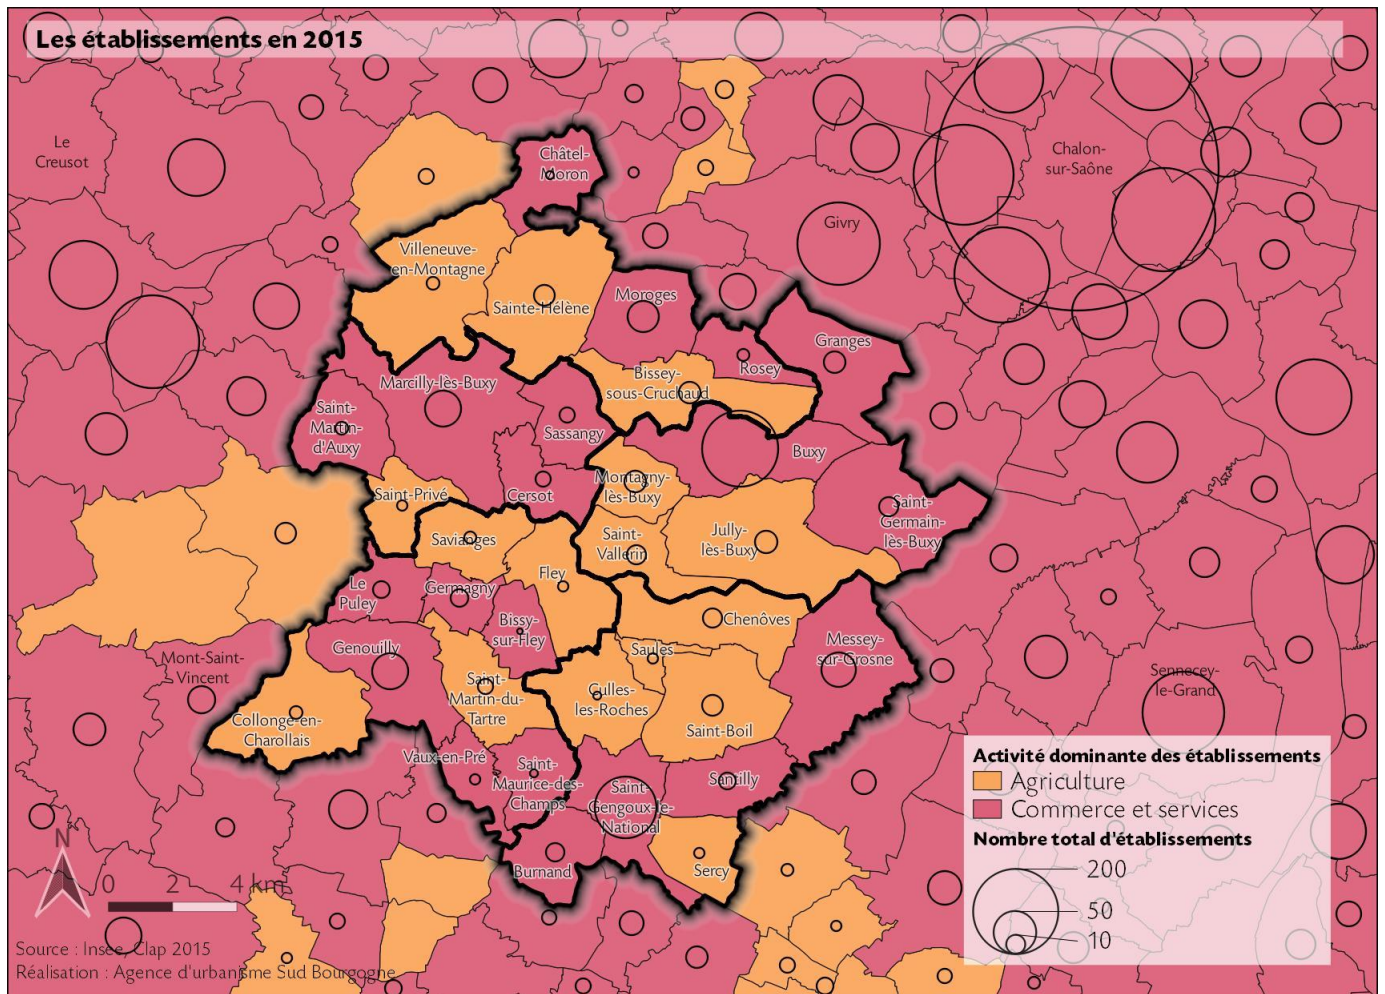 Les établissements en 2015
Le
Creusot
Châtel-
Moron
Chalon-
sur-Saône
Givry
Villeneuve-
en-Montagne
Sainte-Hélène
Moroges
Granges
Rosey
Bissey-
sous-Cruchaud
Marcilly-lès-Buxy
Saint-
Martin-
d'Auxy
Sassangy
Buxy
Saint-Privé
Cersot
Montagny-
lès-Buxy
Saint-
Germain-
lès-Buxy
Savianges
Saint-
Vallerin
Jully-
lès-Buxy
Fley
Le
Puley
Germagny
Bissy-
sur-Fley
Chenôves
Genouilly
Saules
Messey-
sur-Grosne
Mont-Saint-
Vincent
Sennecey-
le-Grand
Saint-
Martin-du-
Tartre
Culles-
les-Roches
Collonge-en-
Charollais
Saint-Boil
Vaux-en-Pré
Saint-
Maurice-des-
Champs
Saint-
Gengoux-le-
National
Santilly
Burnand
Sercy
Activité dominante des établissements
Agriculture
Commerce et services
Nombre total d'établissements
200
50
10
N
0 2 4 km
Source : Insee, Clap 2015
Réalisation : Agence d'urbanisme Sud Bourgogne